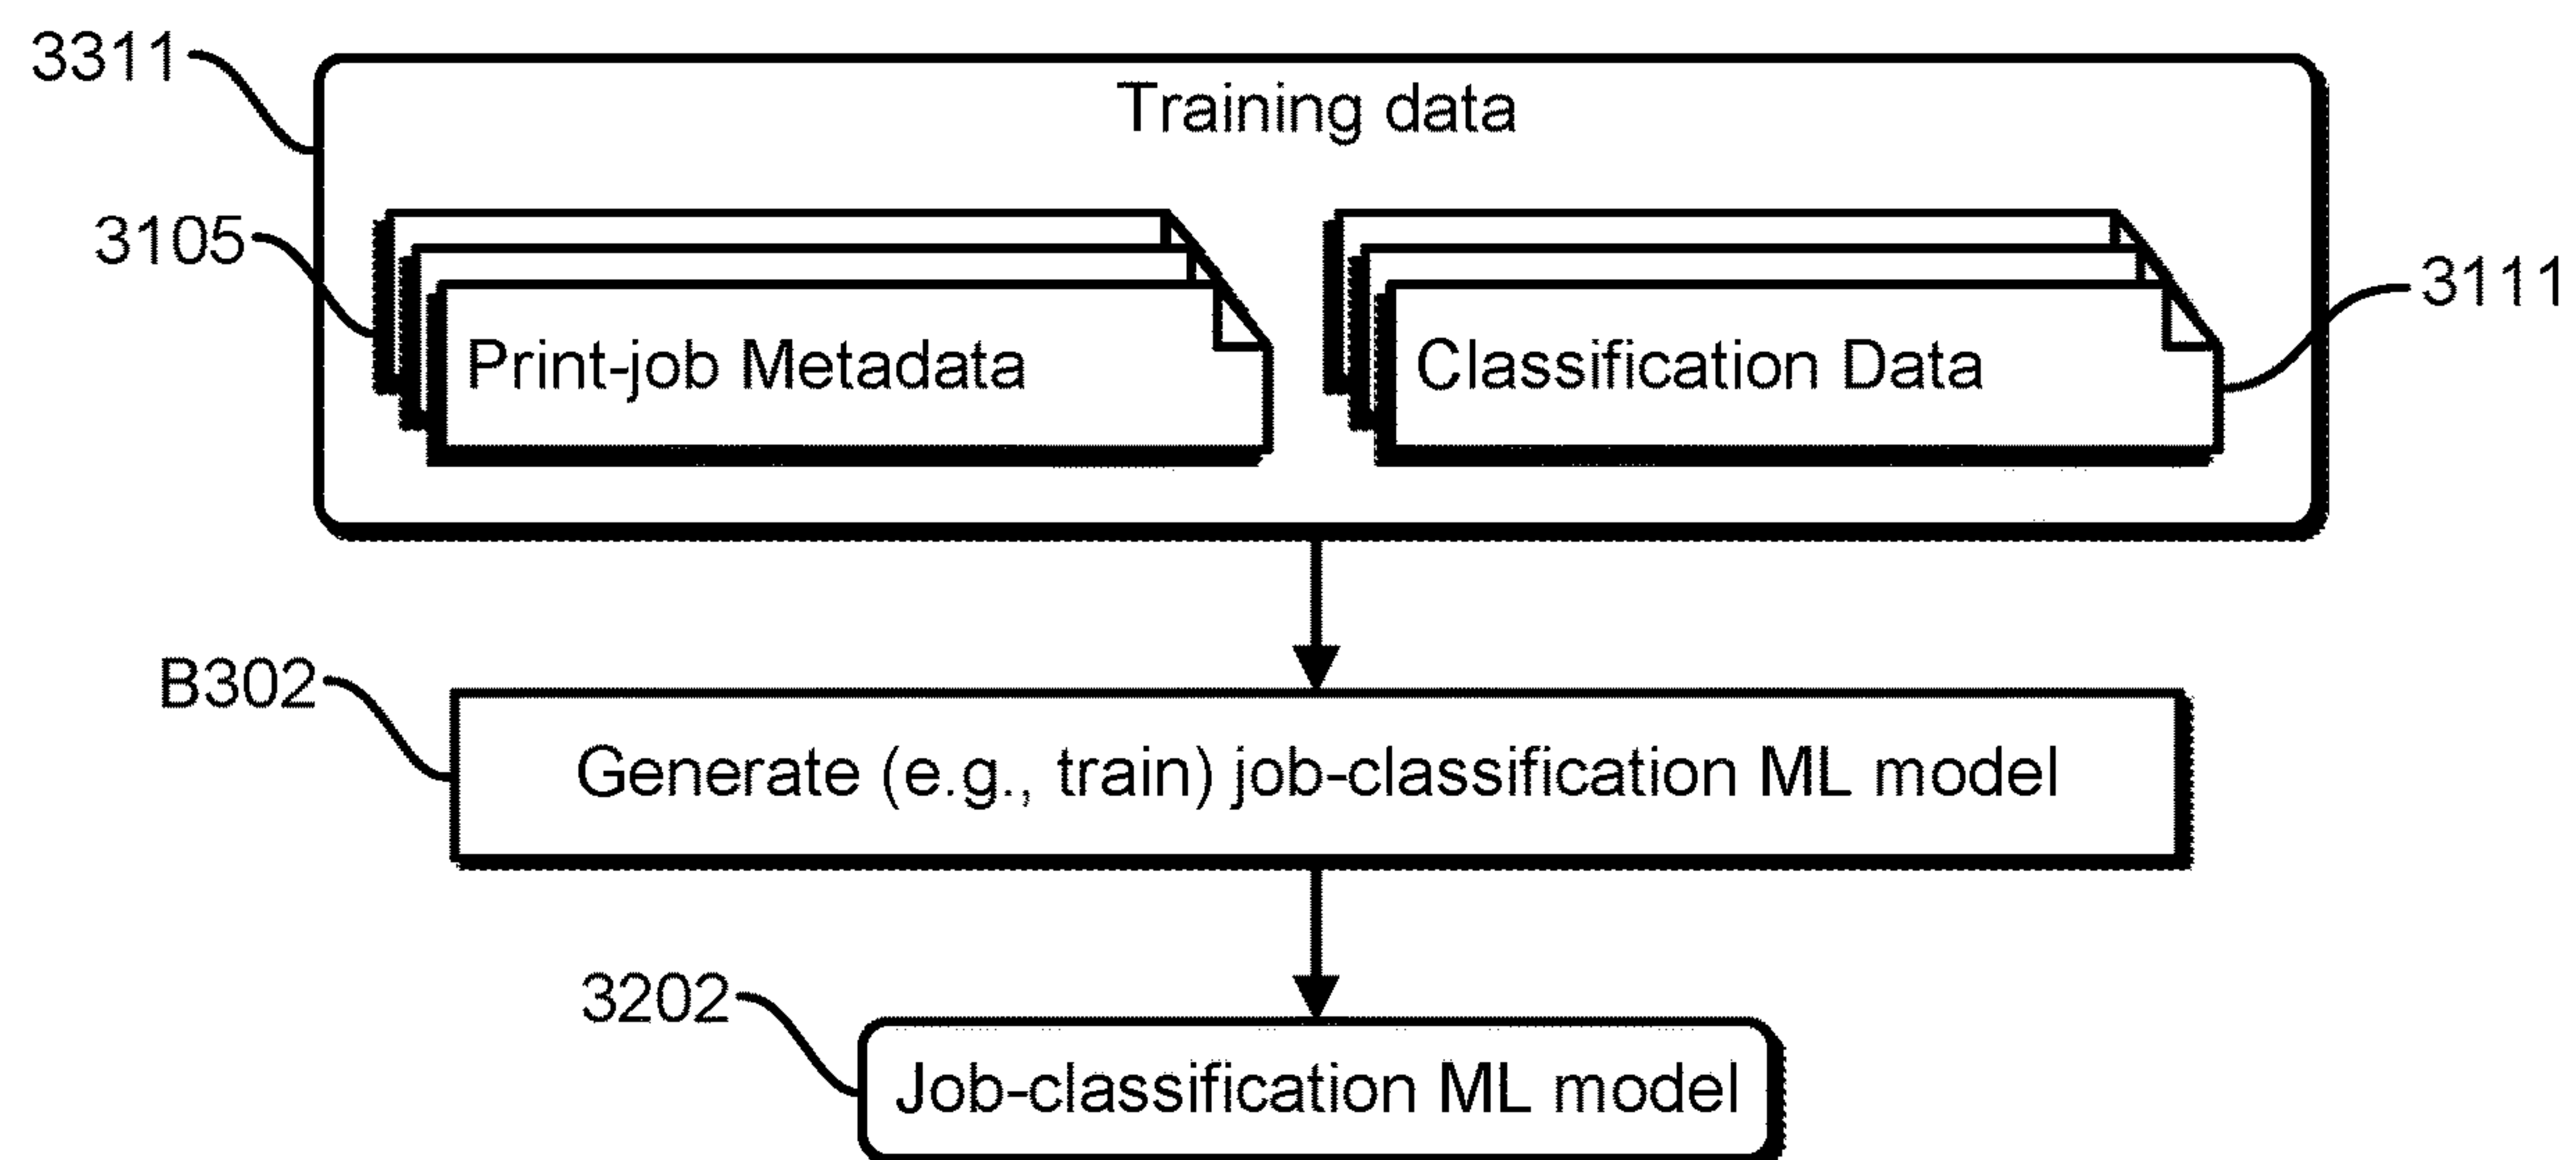 3311
Training data
3105
3111
Print-job Metadata
Classification Data
B302
Generate (e.g., train) job-classification ML model
3202
Job-classification ML model